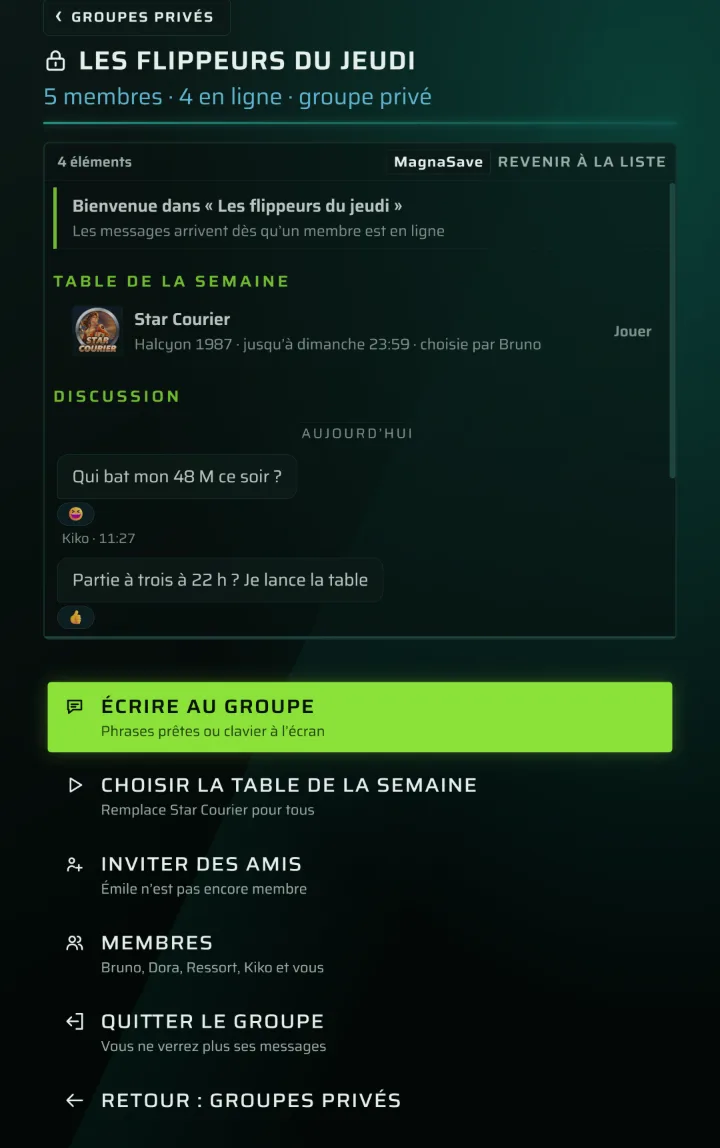 GROUPES PRIVÉS
LES FLIPPEURS DU JEUDI
5 membres · 4 en ligne · groupe privé
4 éléments
MagnaSave REVENIR À LA LISTE
Bienvenue dans « Les flippeurs du jeudi »
Les messages arrivent dès qu'un membre est en ligne
TABLE DE LA SEMAINE
STAR COURIER
Star Courier
Halcyon 1987 · jusqu'à dimanche 23:59 · choisie par Bruno
Jouer
DISCUSSION
AUJOURD'HUI
Qui bat mon 48 M ce soir ?
Kiko · 11:27
Partie à trois à 22 h ? Je lance la table
ÉCRIRE AU GROUPE
Phrases prêtes ou clavier à l'écran
CHOISIR LA TABLE DE LA SEMAINE
Remplace Star Courier pour tous
INVITER DES AMIS
Émile n'est pas encore membre
MEMBRES
Bruno, Dora, Ressort, Kiko et vous
QUITTER LE GROUPE
Vous ne verrez plus ses messages
RETOUR : GROUPES PRIVÉS